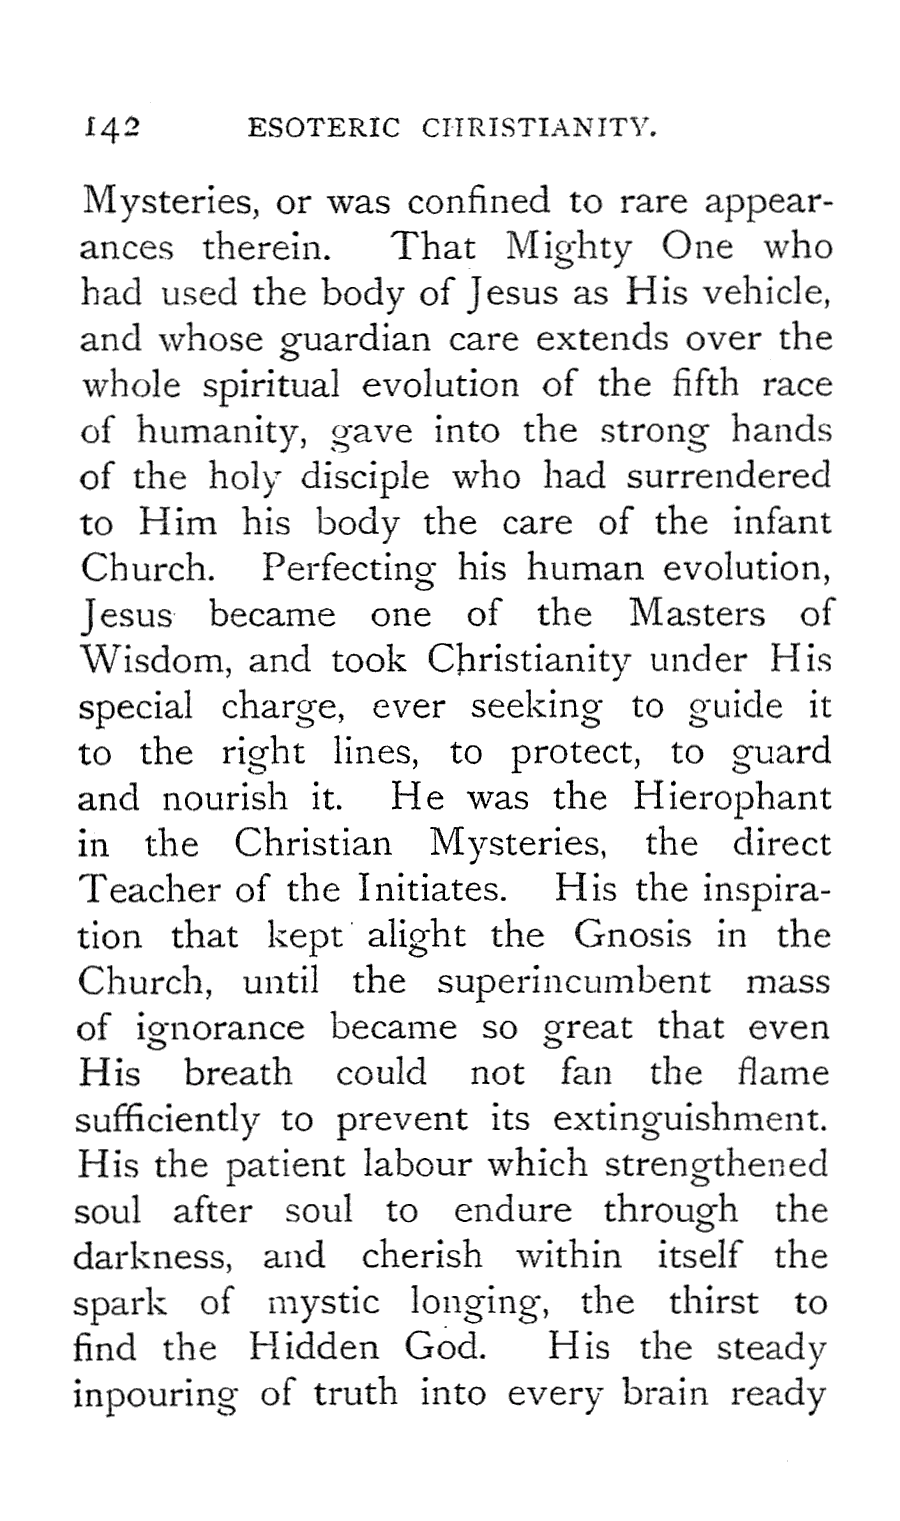 142 ESOTERIC CHRISTIANITY.
Mysteries, or was confined to rare appear-
ances therein. That Mighty One who
had used the body of Jesus as His vehicle,
and whose guardian care extends over the
whole spiritual evolution of the fifth race
of humanity, gave into the strong hands
of the holy disciple who had surrendered
to Him his body the care of the infant
Church. Perfecting his human evolution,
Jesus became one of the Masters of
Wisdom, and took Christianity under His
special charge, ever seeking to guide it
to the right lines, to protect, to guard
and nourish it. He was the Hierophant
in the Christian Mysteries, the direct
Teacher of the Initiates. His the inspira-
tion that kept alight the Gnosis in the
Church, until the superincumbent mass
of ignorance became so great that even
His breath could not fan the flame
sufficiently to prevent its extinguishment.
His the patient labour which strengthened
soul after soul to endure through the
darkness, and cherish within itself the
spark of mystic longing, the thirst to
find the Hidden God. His the steady
inpouring of truth into every brain ready